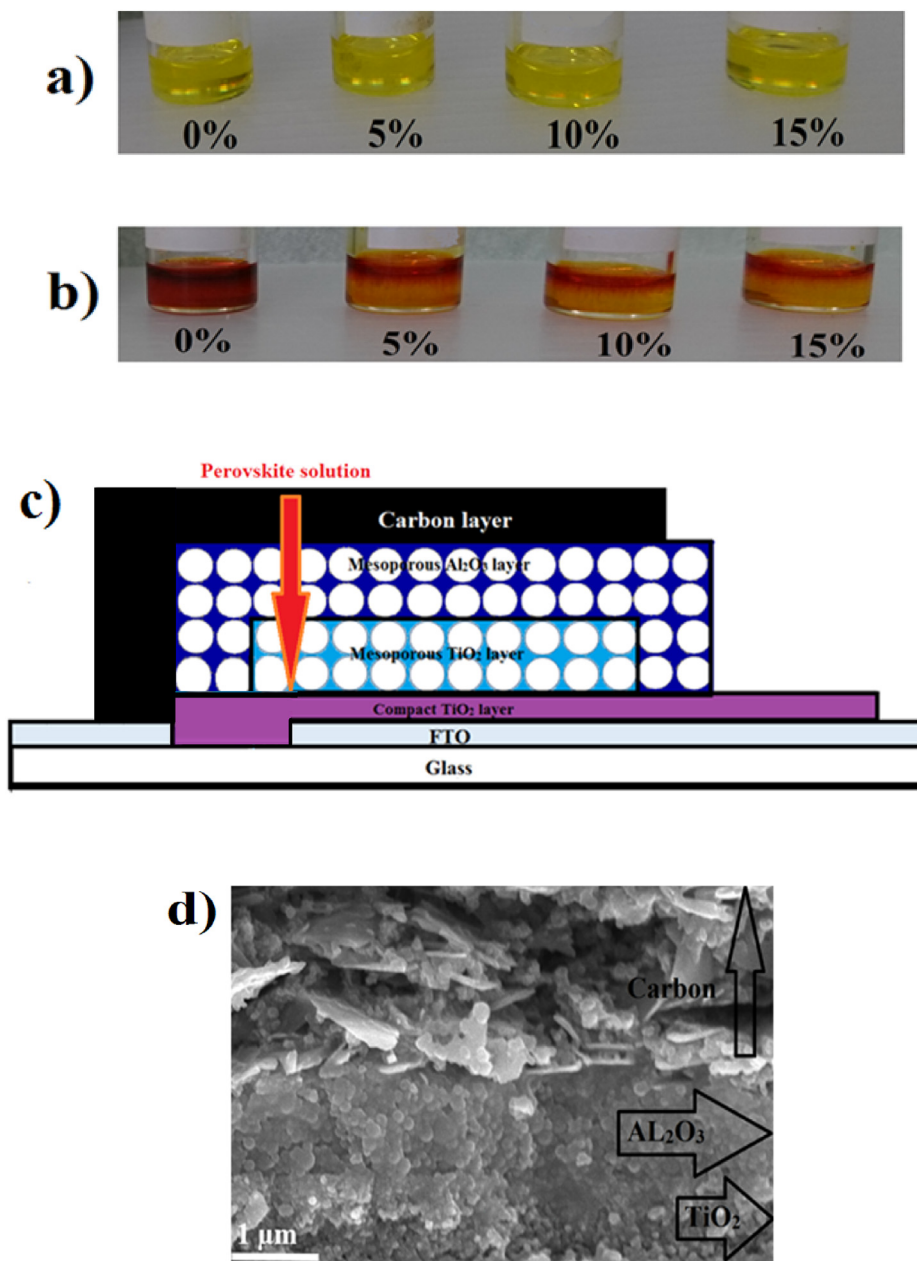 a)
0% 5% 10% 15%
b)
0% 5% 10% 15%
c)
Perovskite solution
Carbon layer
Mesoporous Al₂O₃ layer
Mesoporous TiO₂ layer
Compact TiO₂ layer
FTO
Glass
d)
Carbon
AL₂O₃
TiO₂
1 μm